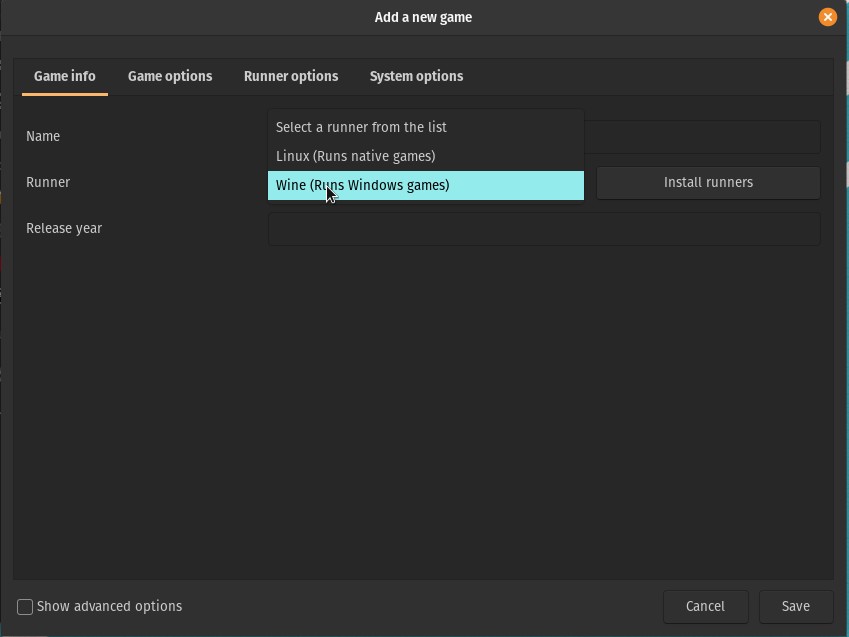 Add a new game
Game info Game options Runner options System options
Name
Select a runner from the list
Linux (Runs native games)
Runner
Wine (Runs Windows games)
Install runners
Release year
Show advanced options
Cancel
Save